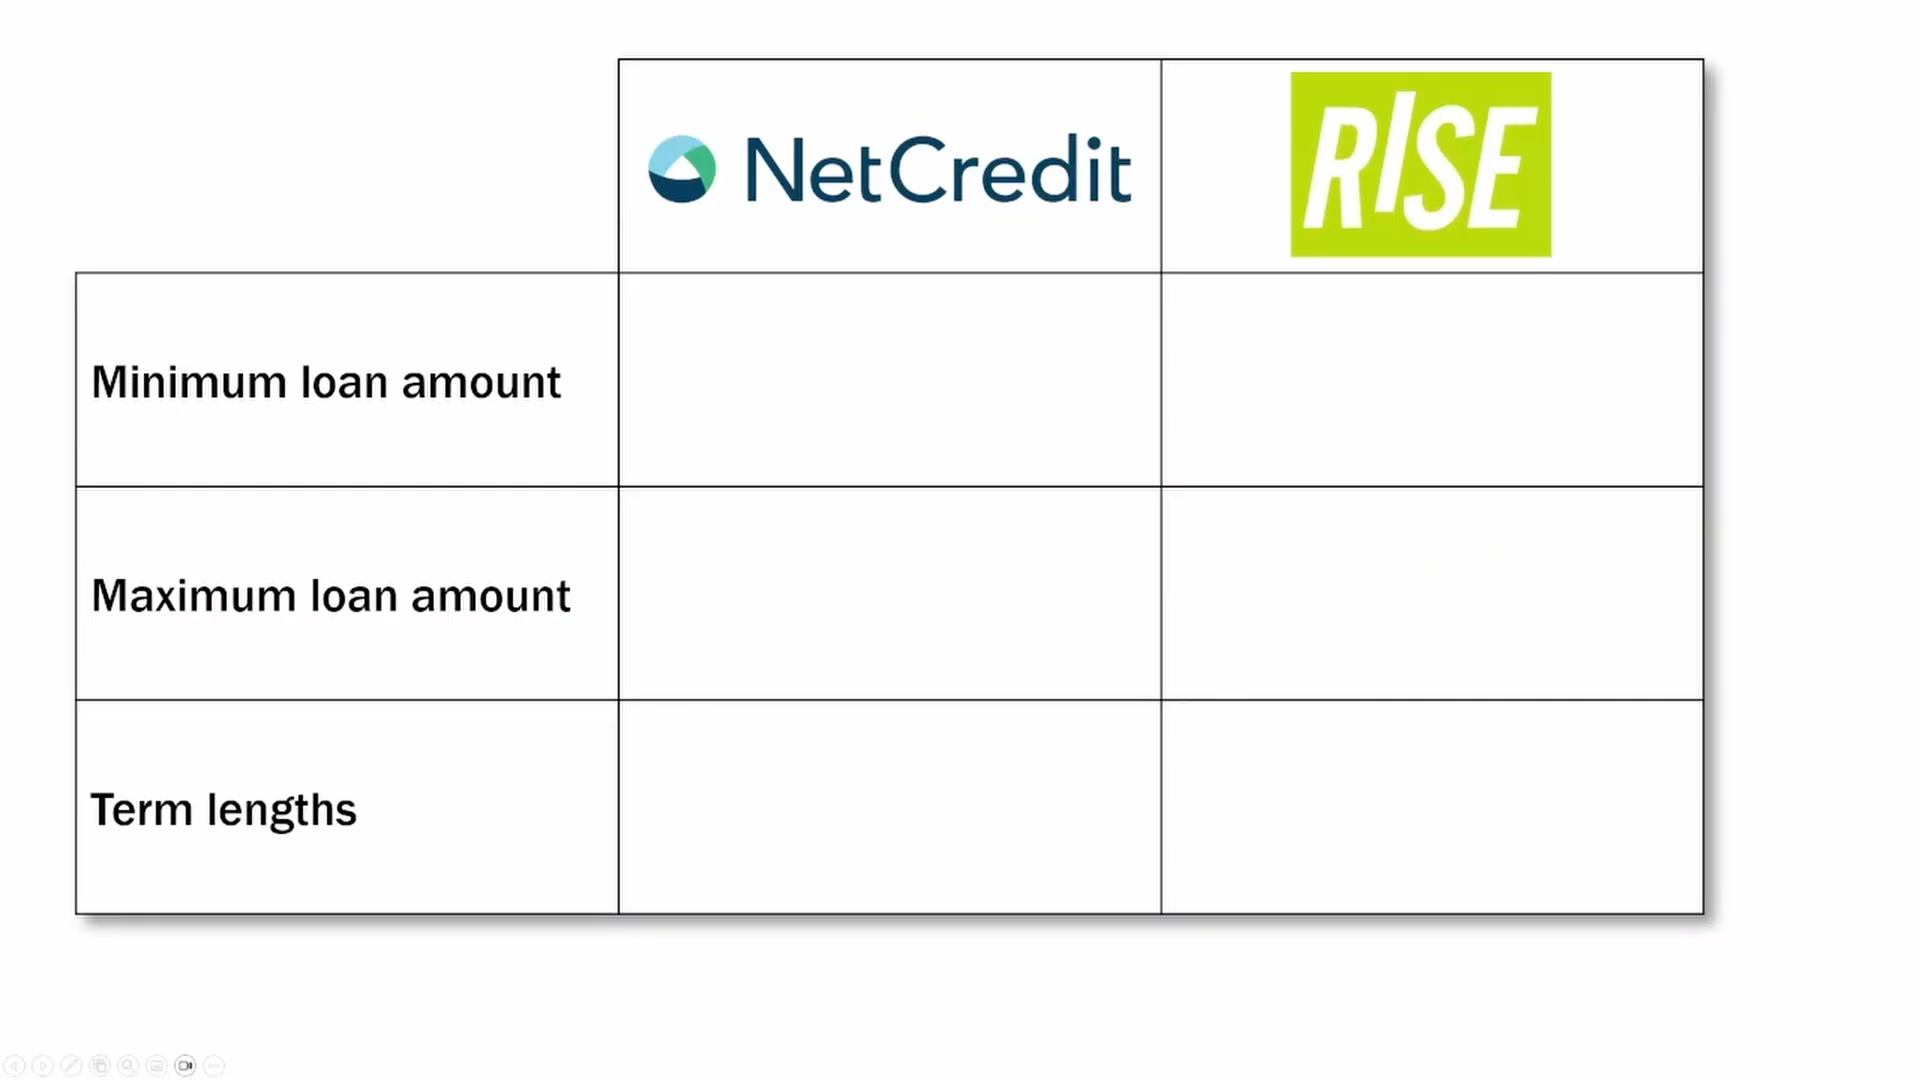 NetCredit
RISE
Minimum loan amount
Maximum loan amount
Term lengths